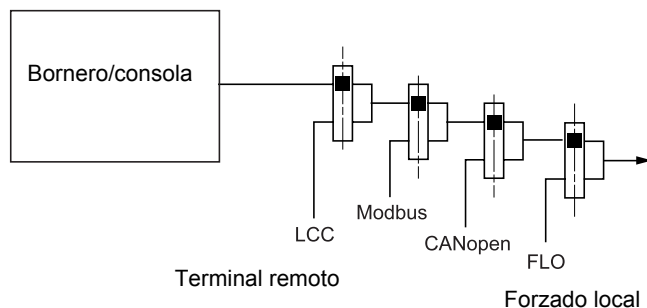 Bornero/consola
LCC
Modbus
CANopen
FLO
Terminal remoto
Forzado local